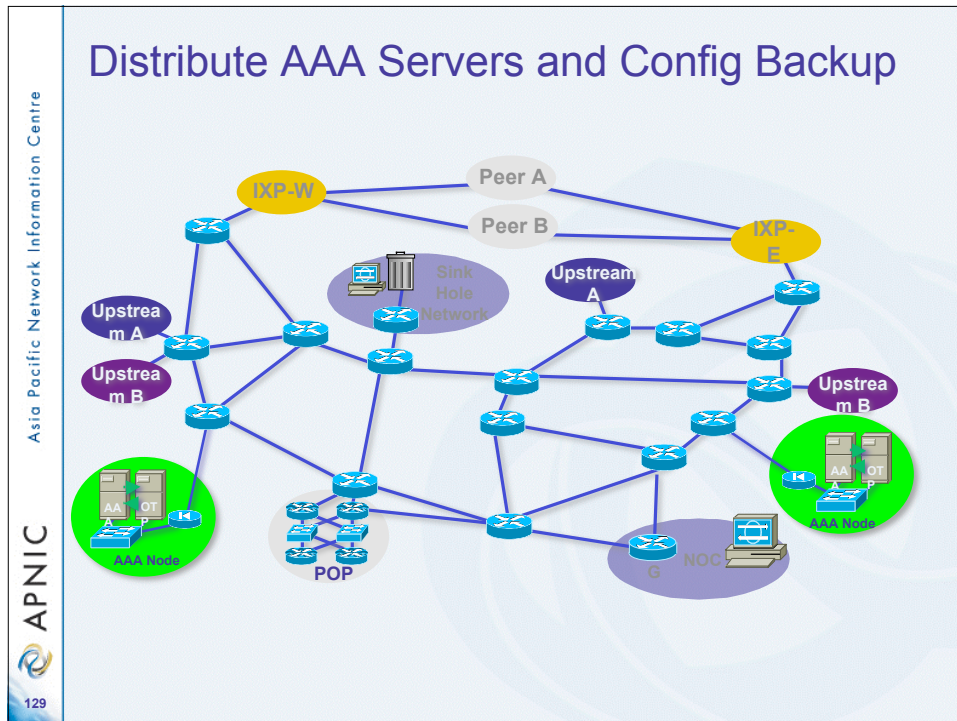 Distribute AAA Servers and Config Backup
Asia Pacific Network Information Centre
IXP-W
Peer A
Peer B
IXP-
E
Sink
Hole
Network
Upstream
A
Upstrea
m A
Upstrea
m B
Upstrea
m B
AA
A
OT
P
AAA Node
AA
A
OT
P
AAA Node
POP
G
NOC
APNIC
129